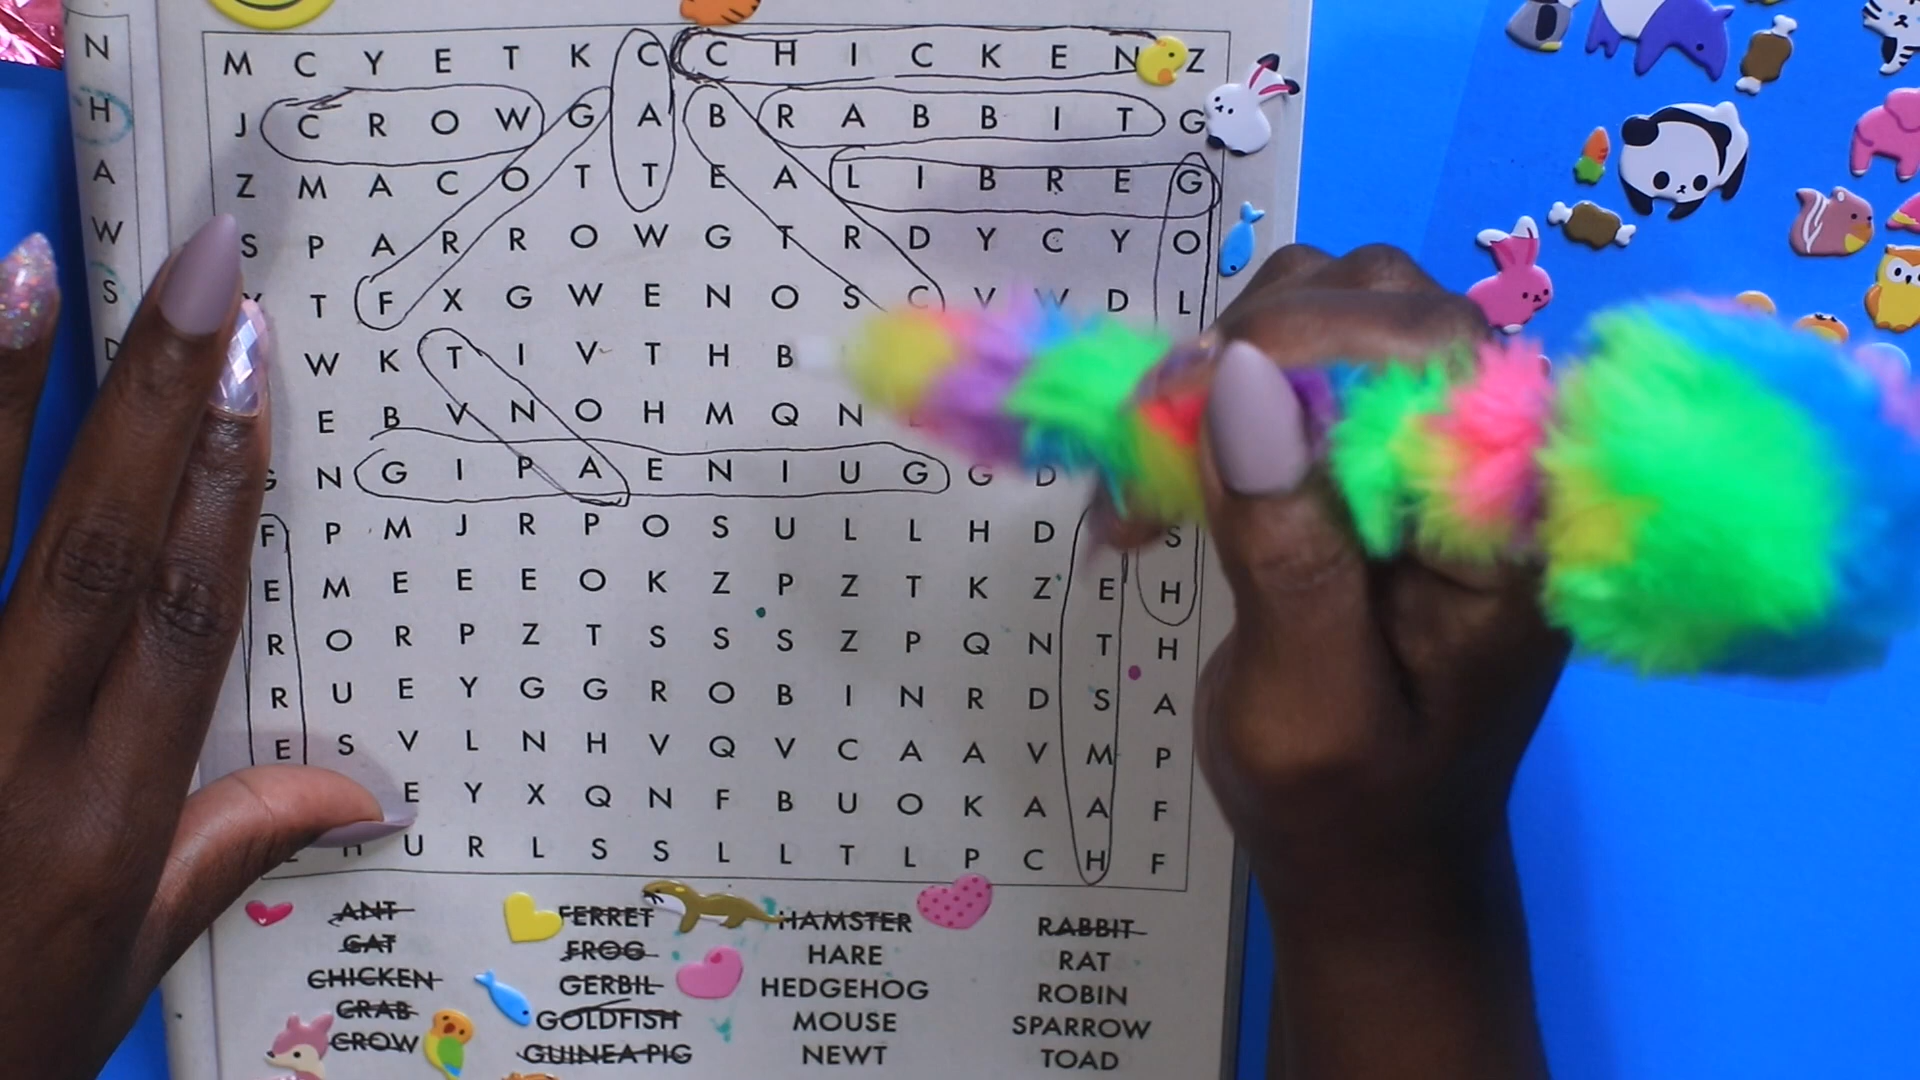 N
H
A
W
S
M C Y E T K C C H I C K E N Z
J C R O W G A B R A B B I T G
Z M A C O T T E A L I B R E G
S P A R R O W G T R D Y C Y O
T F X G W E N O S C V W D L
W K T I V T H B
E B V N O H M Q N
G N G I P A E N I U G G D
F P M J R P O S U L L H D S
E M E E E O K Z P Z T K Z E H
R O R P Z T S S S Z P Q N T H
R U E Y G G R O B I N R D S A
E S V L N H V Q V C A A V M P
E Y X Q N F B U O K A A F
H U R L S S L L T L P C H F
ANT FERRET HAMSTER RABBIT
CAT FROG HARE RAT
CHICKEN GERBIL HEDGEHOG ROBIN
CRAB GOLDFISH MOUSE SPARROW
CROW GUINEA PIG NEWT TOAD